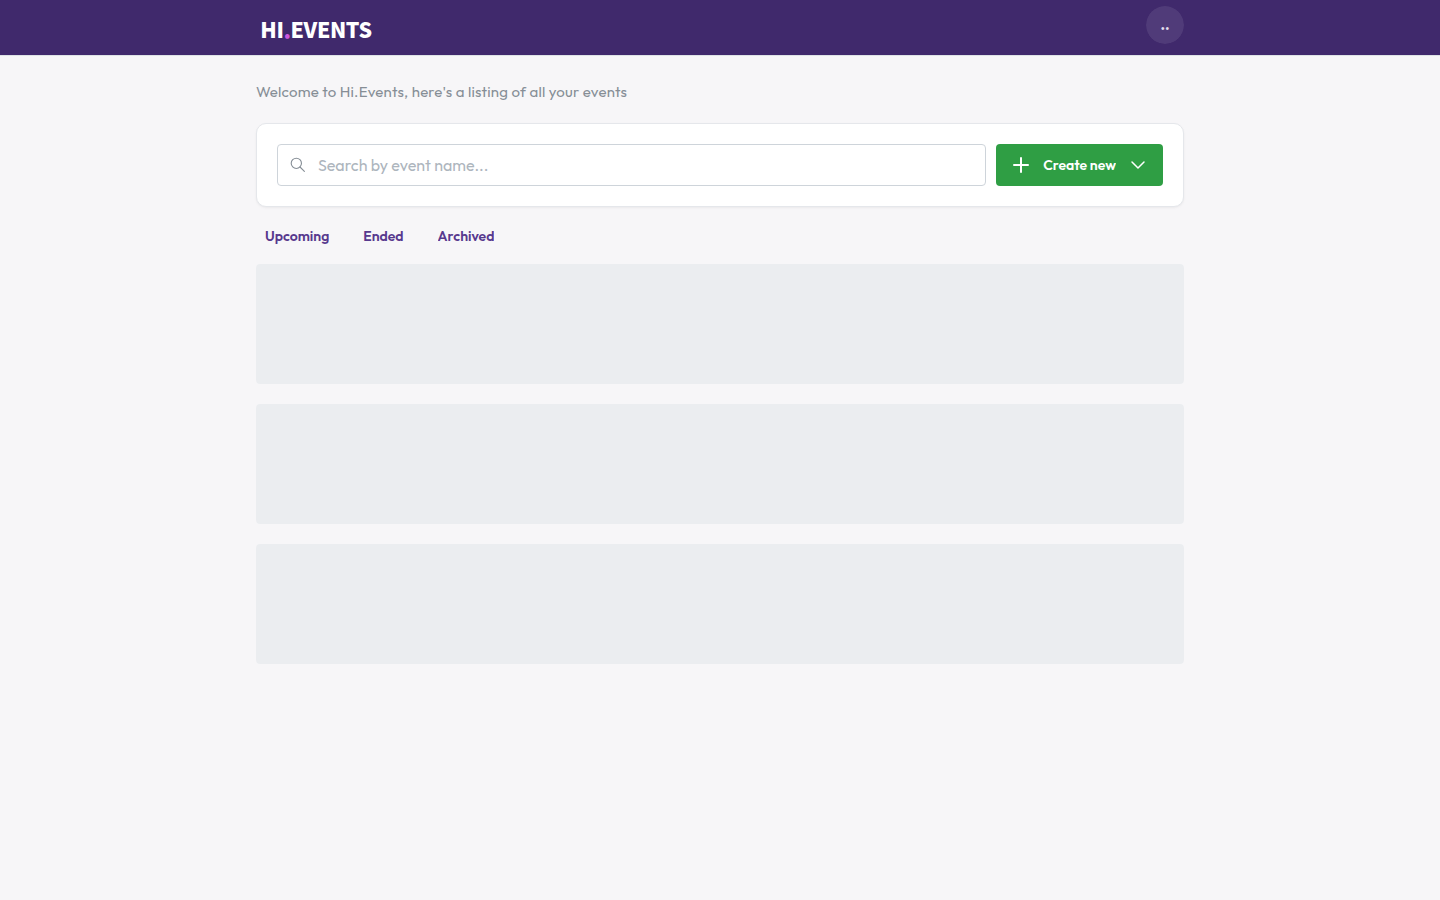 HI.EVENTS
..
Welcome to Hi.Events, here's a listing of all your events
Search by event name...
Create new
Upcoming Ended Archived